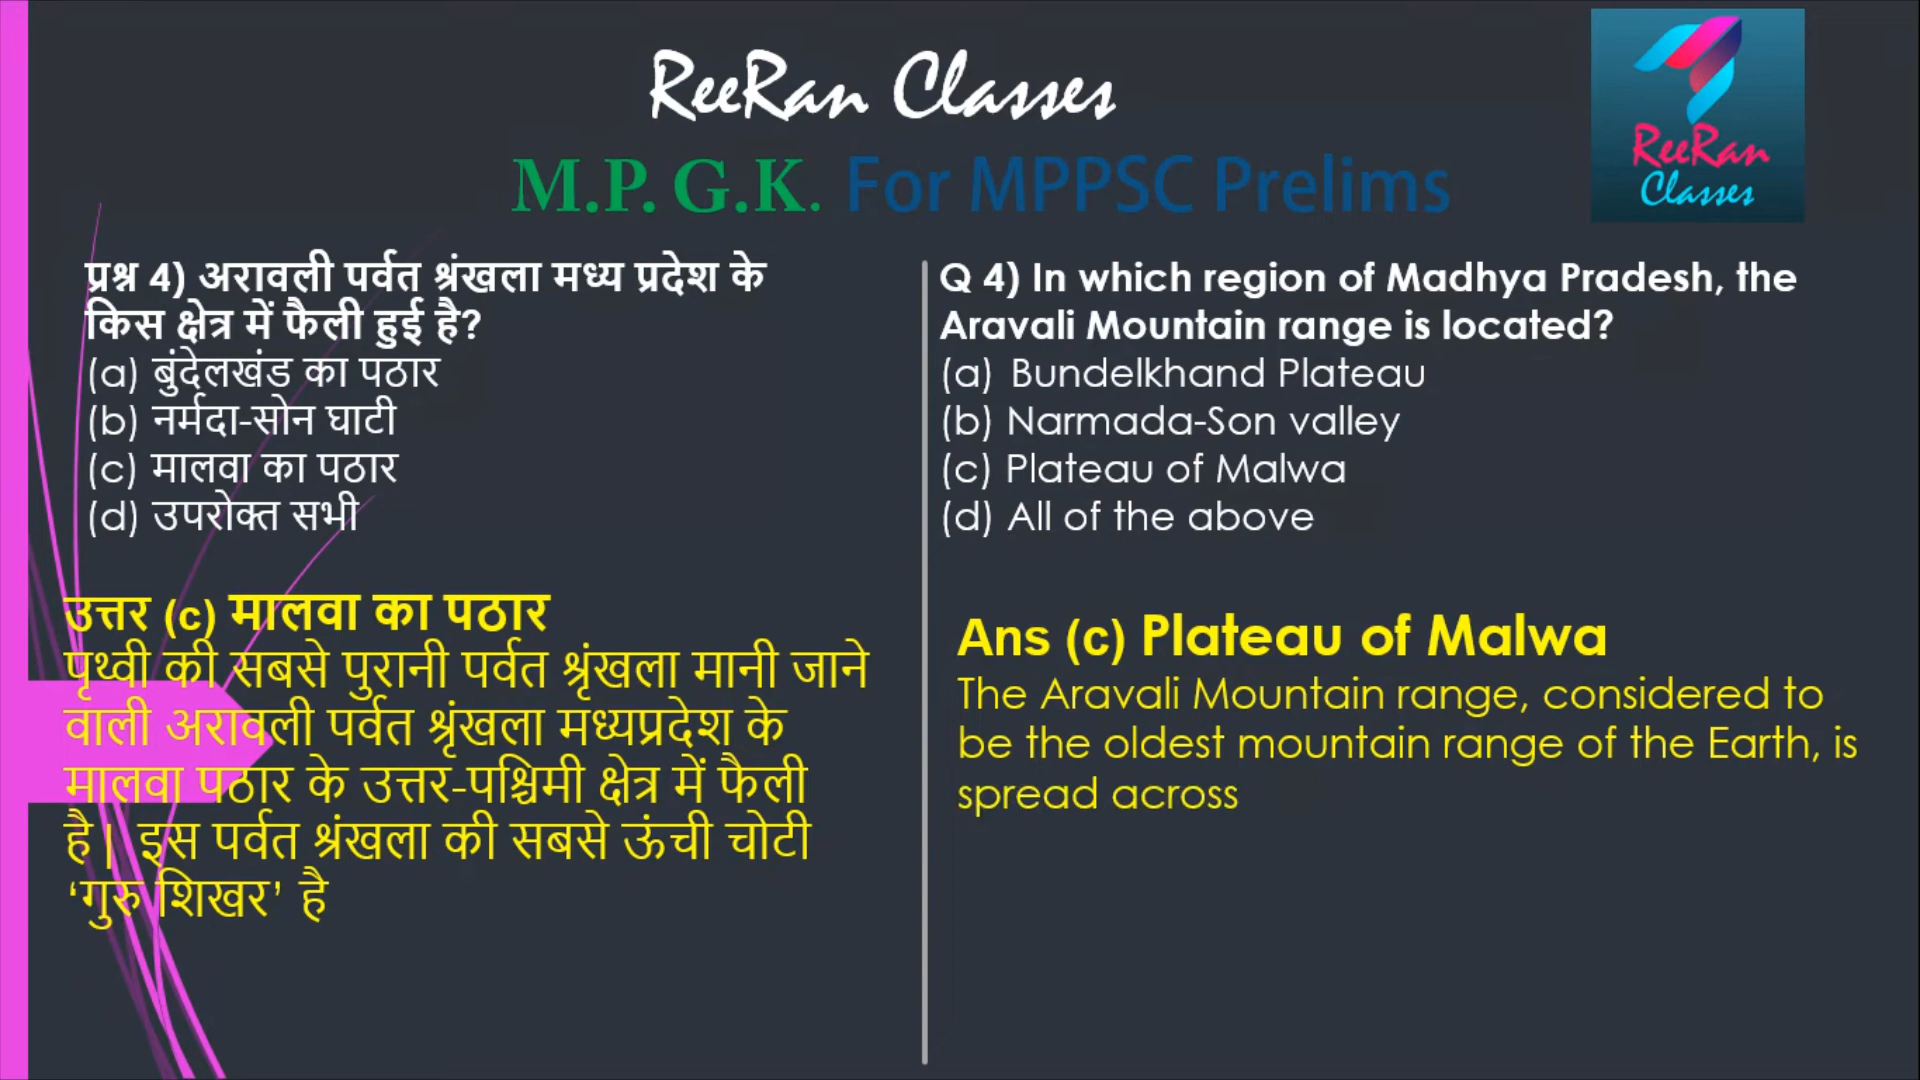 ReeRan Classes
M.P. G.K. For MPPSC Prelims
ReeRan
Classes
प्रश्न 4) अरावली पर्वत श्रंखला मध्य प्रदेश के
किस क्षेत्र में फैली हुई है?
(a) बुंदेलखंड का पठार
(b) नर्मदा-सोन घाटी
(c) मालवा का पठार
(d) उपरोक्त सभी
उत्तर (c) मालवा का पठार
पृथ्वी की सबसे पुरानी पर्वत श्रृंखला मानी जाने
वाली अरावली पर्वत श्रृंखला मध्यप्रदेश के
मालवा पठार के उत्तर-पश्चिमी क्षेत्र में फैली
है| इस पर्वत श्रंखला की सबसे ऊंची चोटी
‘गुरु शिखर’ है
Q 4) In which region of Madhya Pradesh, the
Aravali Mountain range is located?
(a) Bundelkhand Plateau
(b) Narmada-Son valley
(c) Plateau of Malwa
(d) All of the above
Ans (c) Plateau of Malwa
The Aravali Mountain range, considered to
be the oldest mountain range of the Earth, is
spread across